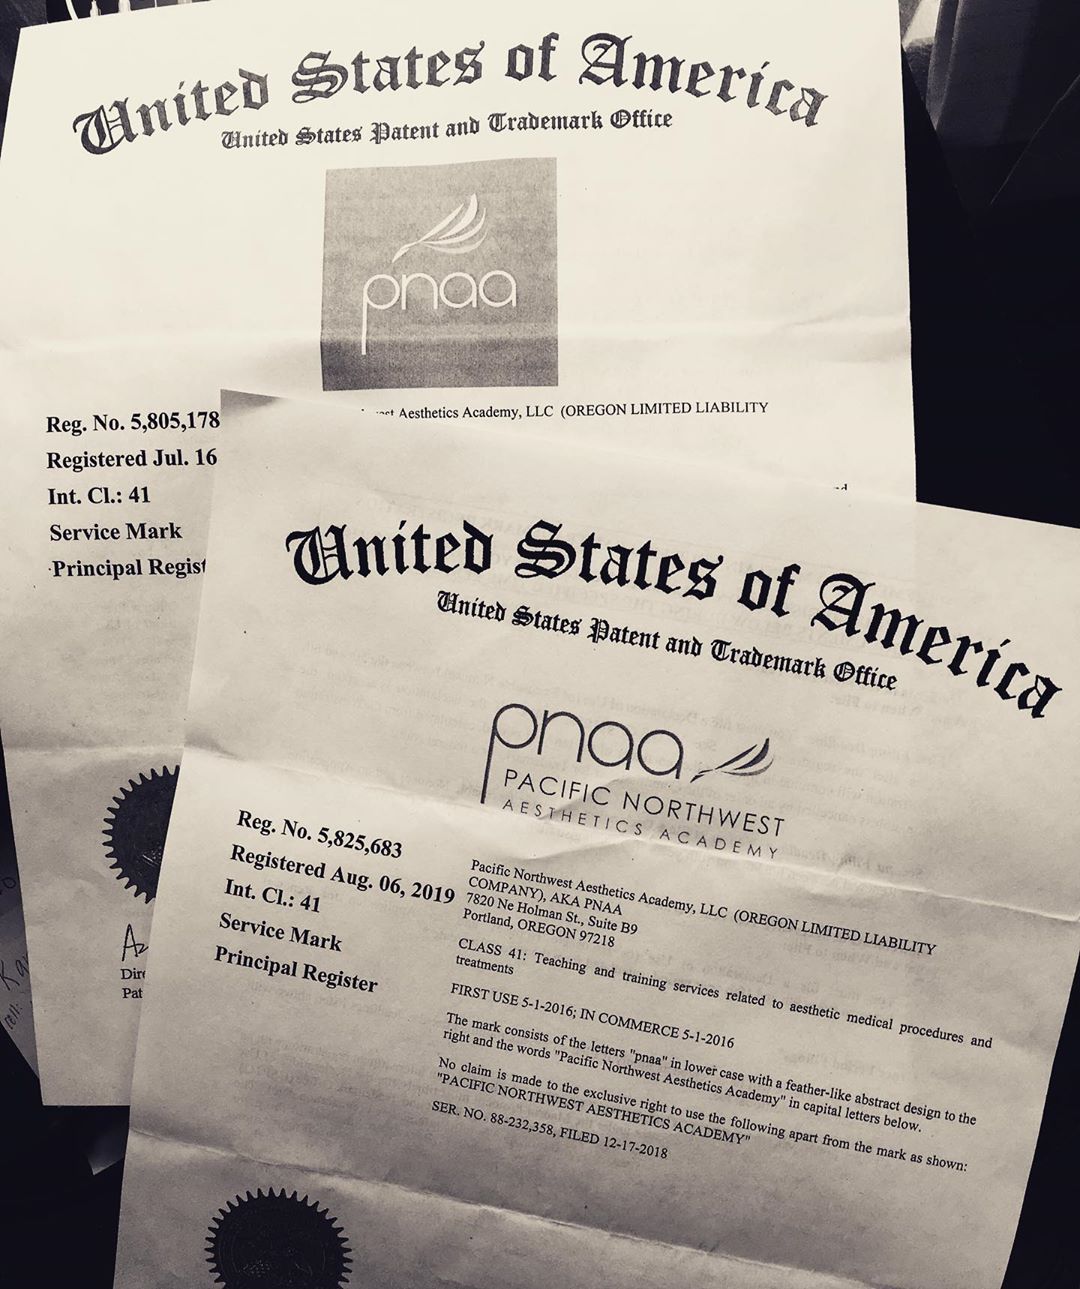 United States of America
United States Patent and Trademark Office
pnaa
Reg. No. 5,805,178
Aesthetics Academy, LLC (OREGON LIMITED LIABILITY
Registered Jul. 16
Int. Cl.: 41
Service Mark
Principal Regist
Dire
Pat
United States of America
United States Patent and Trademark Office
pnaa
PACIFIC NORTHWEST
AESTHETICS ACADEMY
Reg. No. 5,825,683
Registered Aug. 06, 2019
Int. Cl.: 41
Service Mark
Principal Register
Pacific Northwest Aesthetics Academy, LLC (OREGON LIMITED LIABILITY
COMPANY), AKA PNAA
7820 Ne Holman St., Suite B9
Portland, OREGON 97218
CLASS 41: Teaching and training services related to aesthetic medical procedures and
treatments
FIRST USE 5-1-2016; IN COMMERCE 5-1-2016
The mark consists of the letters "pnaa" in lower case with a feather-like abstract design to the
right and the words "Pacific Northwest Aesthetics Academy" in capital letters below.
No claim is made to the exclusive right to use the following apart from the mark as shown:
"PACIFIC NORTHWEST AESTHETICS ACADEMY"
SER. NO. 88-232,358, FILED 12-17-2018